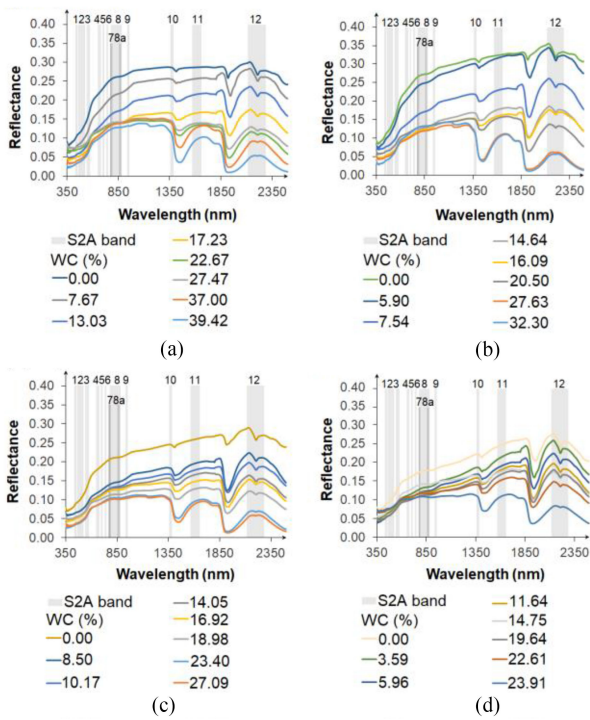 0.40 123 456 8 9 10 11 12
0.35 78a
0.30
0.25
0.20
0.15
0.10
0.05
0.00
Reflectance
350 850 1350 1850 2350
Wavelength (nm)
S2A band 17.23
WC (%) 22.67
0.00 27.47
7.67 37.00
13.03 39.42
(a)
0.40 123 456 8 9 10 11 12
0.35 78a
0.30
0.25
0.20
0.15
0.10
0.05
0.00
Reflectance
350 850 1350 1850 2350
Wavelength (nm)
S2A band 14.64
WC (%) 16.09
0.00 20.50
5.90 27.63
7.54 32.30
(b)
0.40 123 456 8 9 10 11 12
0.35 78a
0.30
0.25
0.20
0.15
0.10
0.05
0.00
Reflectance
350 850 1350 1850 2350
Wavelength (nm)
S2A band 14.05
WC (%) 16.92
0.00 18.98
8.50 23.40
10.17 27.09
(c)
0.40 123 456 8 9 10 11 12
0.35 78a
0.30
0.25
0.20
0.15
0.10
0.05
0.00
Reflectance
350 850 1350 1850 2350
Wavelength (nm)
S2A band 11.64
WC (%) 14.75
0.00 19.64
3.59 22.61
5.96 23.91
(d)